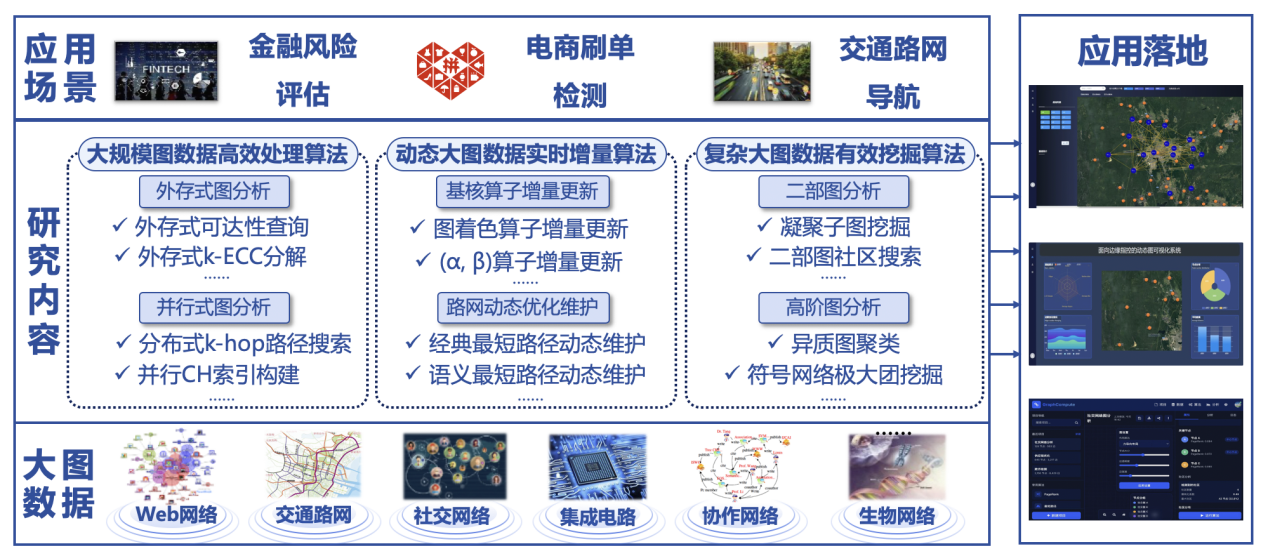 应用
场景
FINTECH
金融风险
评估
拼
电商刷单
检测
交通路网
导航
研究内容
大规模图数据高效处理算法
外存式图分析
✓ 外存式可达性查询
✓ 外存式k-ECC分解
······
并行式图分析
✓ 分布式k-hop路径搜索
✓ 并行CH索引构建
······
动态大图数据实时增量算法
基核算子增量更新
✓ 图着色算子增量更新
✓ (α, β)算子增量更新
······
路网动态优化维护
✓ 经典最短路径动态维护
✓ 语义最短路径动态维护
······
复杂大图数据有效挖掘算法
二部图分析
✓ 凝聚子图挖掘
✓ 二部图社区搜索
······
高阶图分析
✓ 异质图聚类
✓ 符号网络极大团挖掘
······
大图
数据
Web网络
交通路网
社交网络
集成电路
协作网络
······
生物网络
应用落地
面向边缘指控的动态图可视化系统